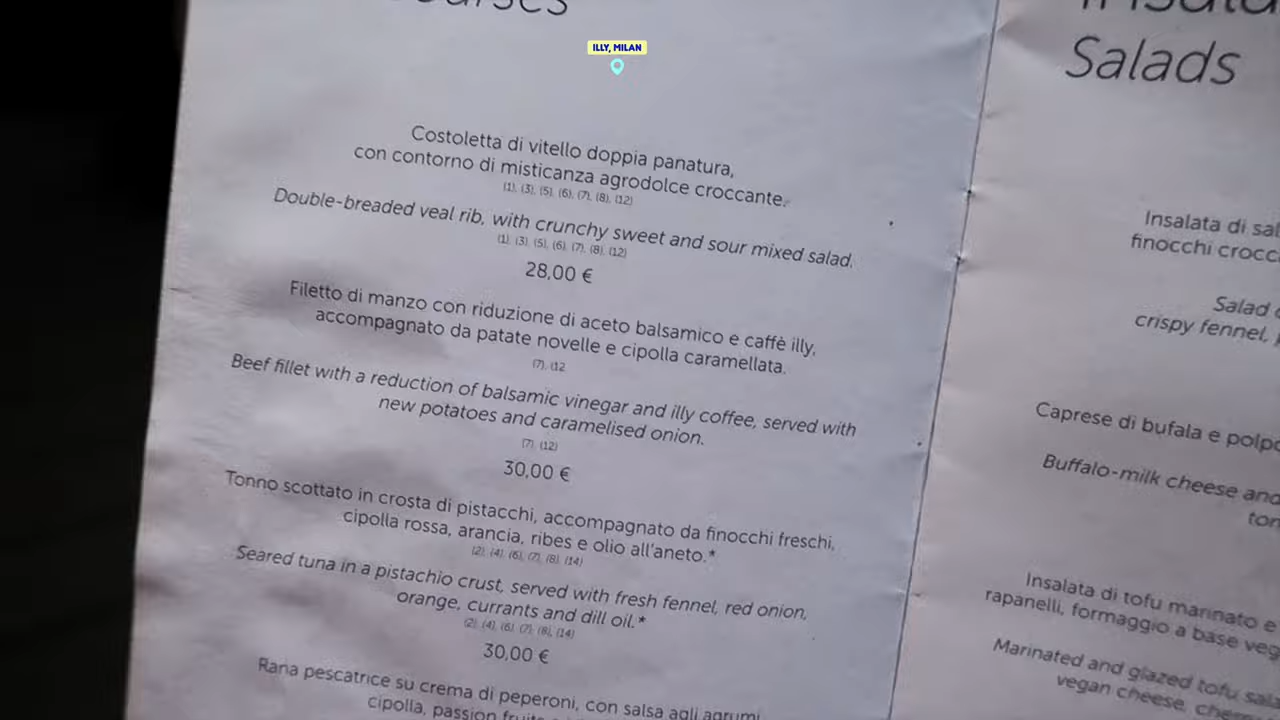 ILLY, MILAN
Costoletta di vitello doppia panatura,
con contorno di misticanza agrodolce croccante.
(1), (3), (5), (6), (7), (8), (12)
Double-breaded veal rib, with crunchy sweet and sour mixed salad.
(1), (3), (5), (6), (7), (8), (12)
28,00 €
Filetto di manzo con riduzione di aceto balsamico e caffè illy,
accompagnato da patate novelle e cipolla caramellata.
(7), (12
Beef fillet with a reduction of balsamic vinegar and illy coffee, served with
new potatoes and caramelised onion.
(7), (12)
30,00 €
Tonno scottato in crosta di pistacchi, accompagnato da finocchi freschi,
cipolla rossa, arancia, ribes e olio all'aneto.*
(2), (4), (6), (7), (8), (14)
Seared tuna in a pistachio crust, served with fresh fennel, red onion,
orange, currants and dill oil.*
(2), (4), (6), (7), (8), (14)
30,00 €
Rana pescatrice su crema di peperoni, con salsa agli agrumi,
cipolla, passion
Salads
Insalata di
finocchi
Salad
crispy fennel,
Caprese di bufala e
Buffalo-milk cheese and
Insalata di tofu marinato e
rapanelli, formaggio a base
Marinated and glazed tofu
vegan cheese,